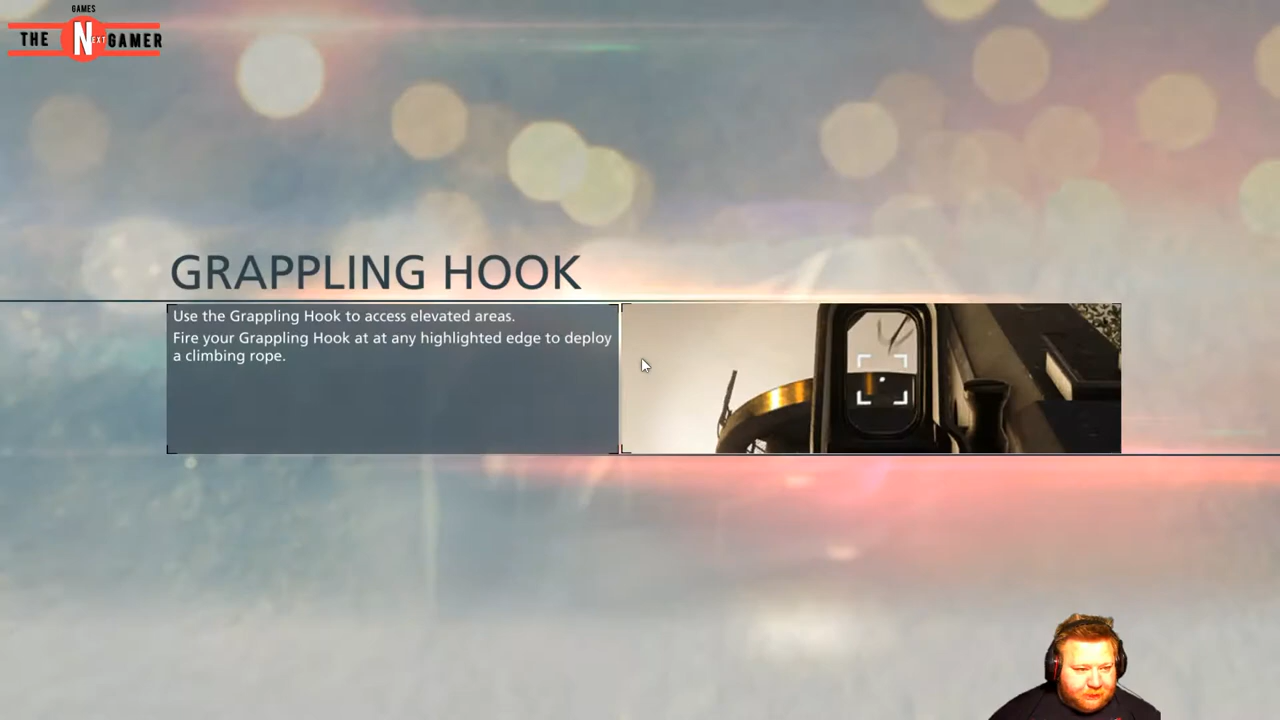 GAMES
THE NEXT GAMER
GRAPPLING HOOK
Use the Grappling Hook to access elevated areas.
Fire your Grappling Hook at at any highlighted edge to deploy
a climbing rope.